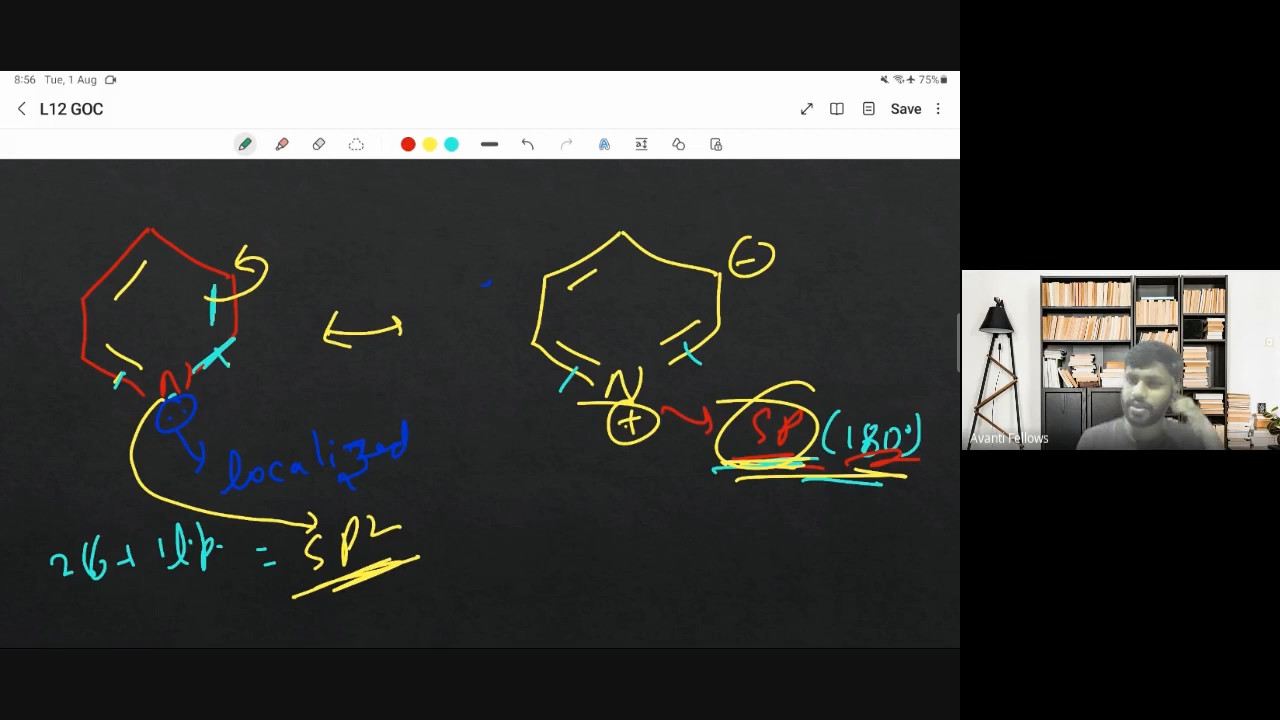 8:56 Tue, 1 Aug 75%
L12 GOC
Save
N
localized
2σ + 1l.p. = SP2
⊖
N
⊕
SP (180°)
Avanti Fellows